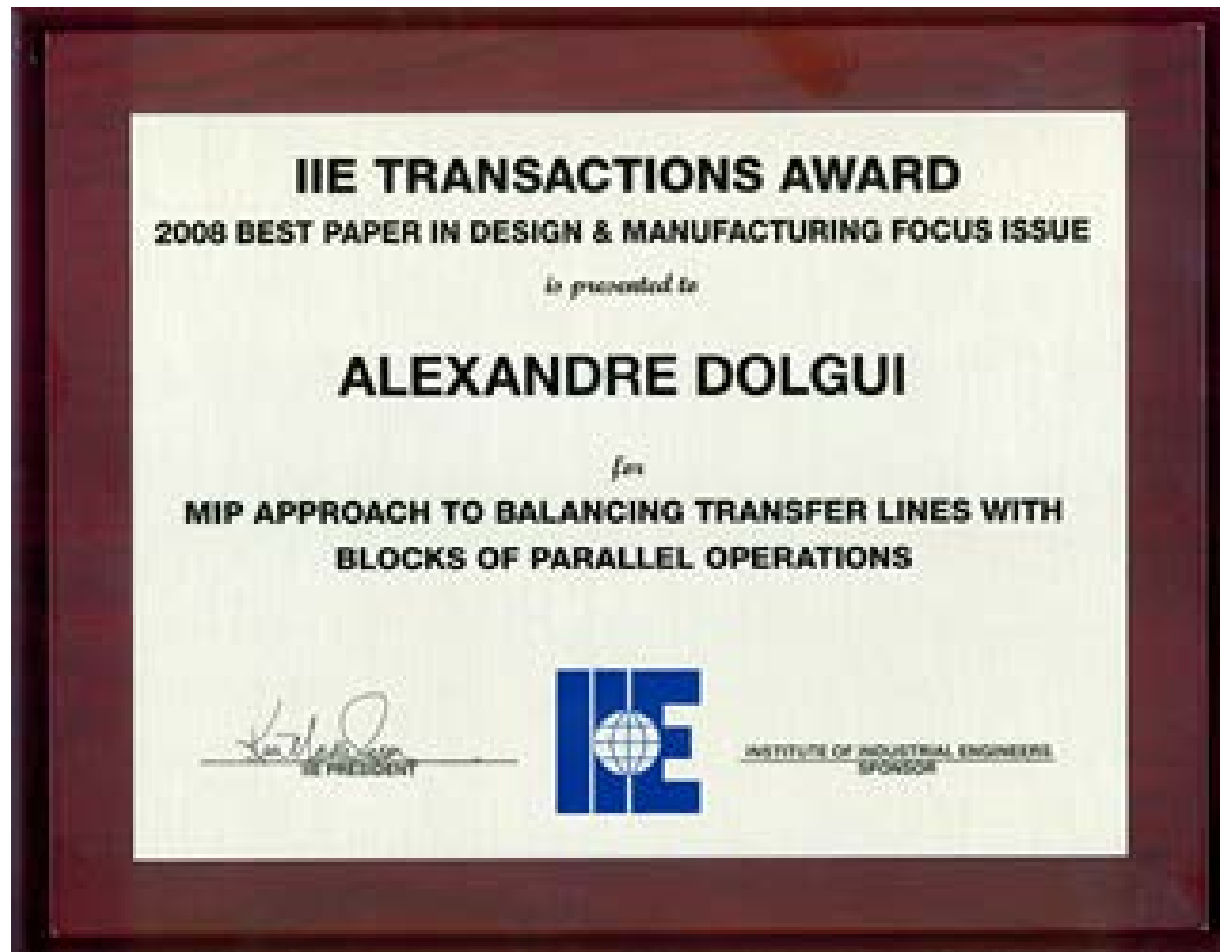 IIE TRANSACTIONS AWARD
2008 BEST PAPER IN DESIGN & MANUFACTURING FOCUS ISSUE
is presented to
ALEXANDRE DOLGUI
for
MIP APPROACH TO BALANCING TRANSFER LINES WITH
BLOCKS OF PARALLEL OPERATIONS
IIE
IIE PRESIDENT
INSTITUTE OF INDUSTRIAL ENGINEERS
SPONSOR